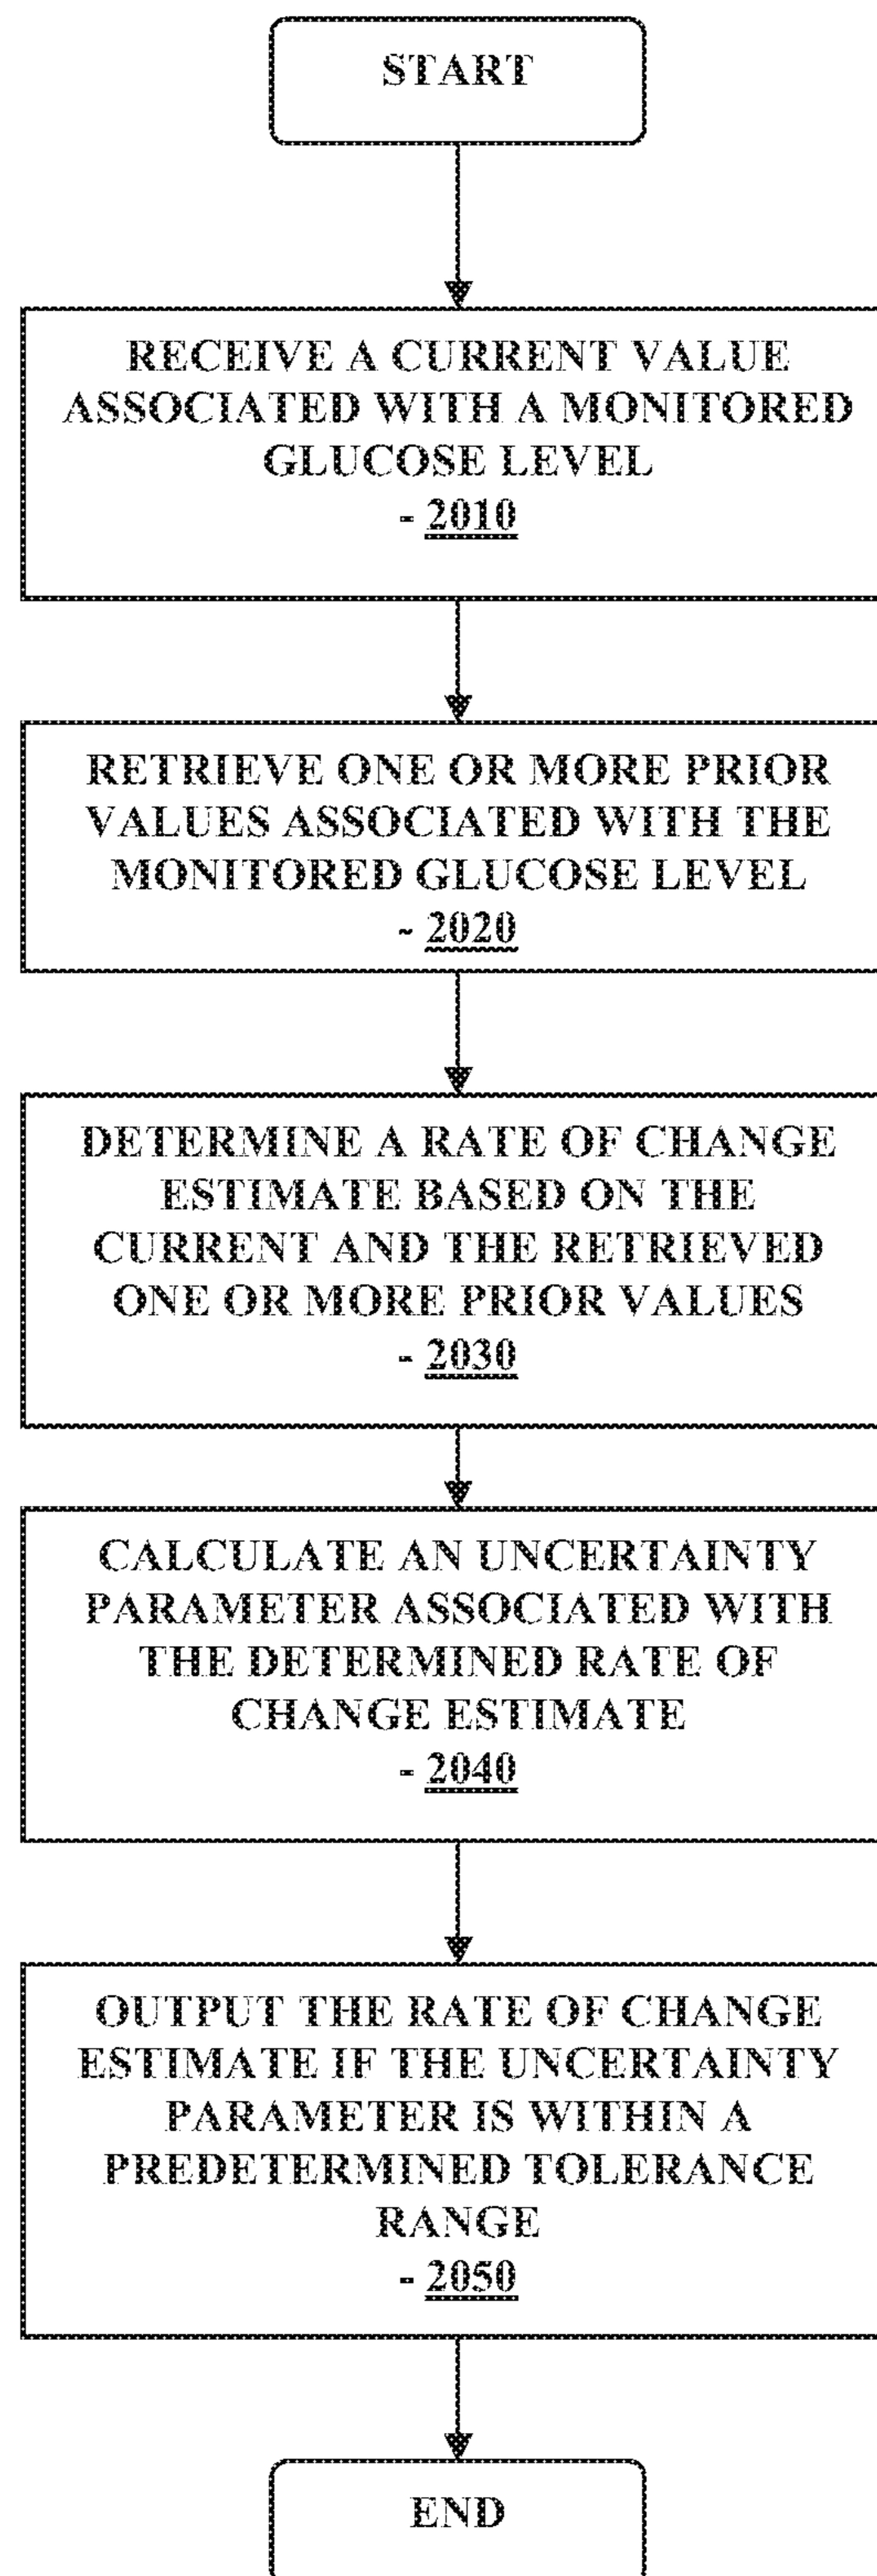 START
RECEIVE A CURRENT VALUE
ASSOCIATED WITH A MONITORED
GLUCOSE LEVEL
- 2010
RETRIEVE ONE OR MORE PRIOR
VALUES ASSOCIATED WITH THE
MONITORED GLUCOSE LEVEL
- 2020
DETERMINE A RATE OF CHANGE
ESTIMATE BASED ON THE
CURRENT AND THE RETRIEVED
ONE OR MORE PRIOR VALUES
- 2030
CALCULATE AN UNCERTAINTY
PARAMETER ASSOCIATED WITH
THE DETERMINED RATE OF
CHANGE ESTIMATE
- 2040
OUTPUT THE RATE OF CHANGE
ESTIMATE IF THE UNCERTAINTY
PARAMETER IS WITHIN A
PREDETERMINED TOLERANCE
RANGE
- 2050
END